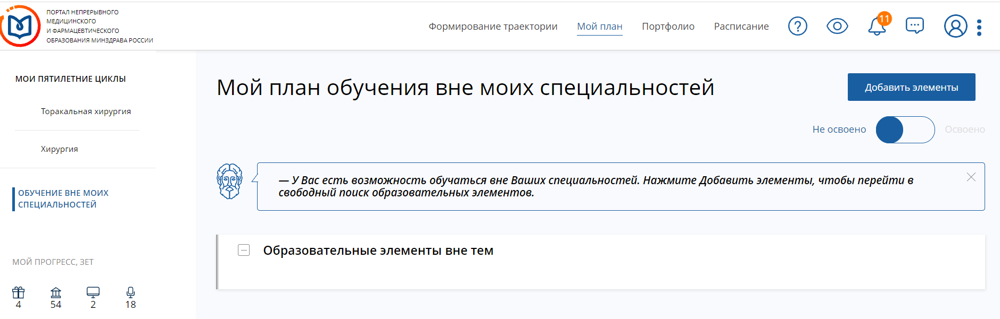 ПОРТАЛ НЕПРЕРЫВНОГО
МЕДИЦИНСКОГО
И ФАРМАЦЕВТИЧЕСКОГО
ОБРАЗОВАНИЯ МИНЗДРАВА РОССИИ
Формирование траектории
Мой план
Портфолио
Расписание
?
11
МОИ ПЯТИЛЕТНИЕ ЦИКЛЫ
Торакальная хирургия
Хирургия
ОБУЧЕНИЕ ВНЕ МОИХ
СПЕЦИАЛЬНОСТЕЙ
МОЙ ПРОГРЕСС, ЗЕТ
4
54
2
18
Мой план обучения вне моих специальностей
Добавить элементы
Не освоено
Освоено
— У Вас есть возможность обучаться вне Ваших специальностей. Нажмите Добавить элементы, чтобы перейти в
свободный поиск образовательных элементов.
Образовательные элементы вне тем